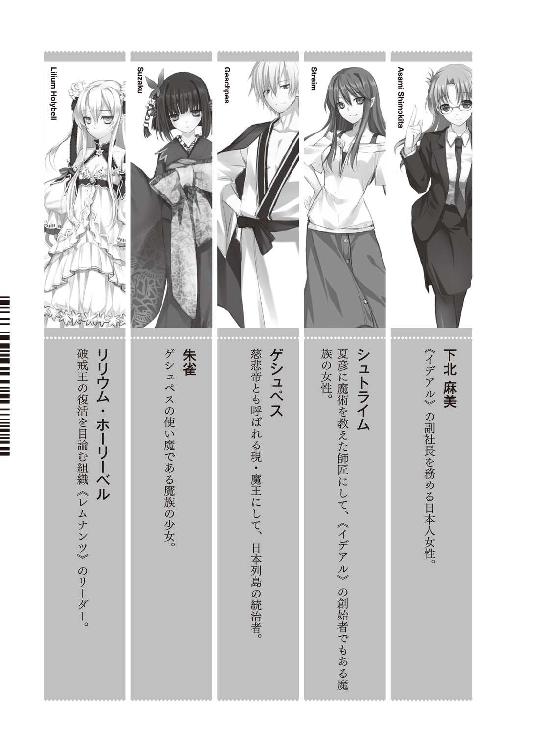 Asami Shimokita
下北 麻美
《イデアル》の副社長を務める日本人女性。
Streim
シュトライム
夏彦に魔術を教えた師匠にして、《イデアル》の創始者でもある魔
族の女性。
Geschpes
ゲシュペス
慈悲帝とも呼ばれる現・魔王にして、日本列島の統治者。
Suzaku
朱雀
ゲシュペスの使い魔である魔族の少女。
Lilium Holybell
リリウム・ホーリーベル
破戒王の復活を目論む組織《レムナンツ》のリーダー。